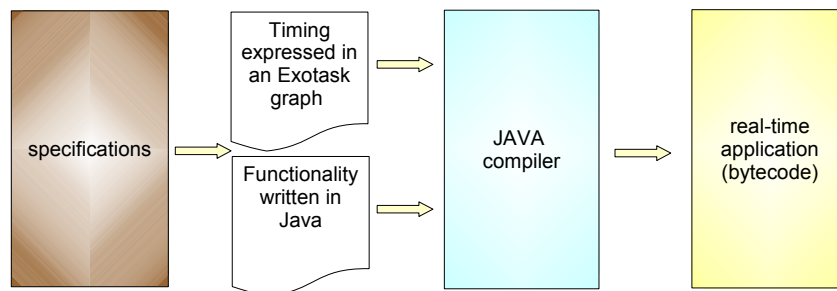 specifications
Timing
expressed in
an Exotask
graph
Functionality
written in
Java
JAVA
compiler
real-time
application
(bytecode)